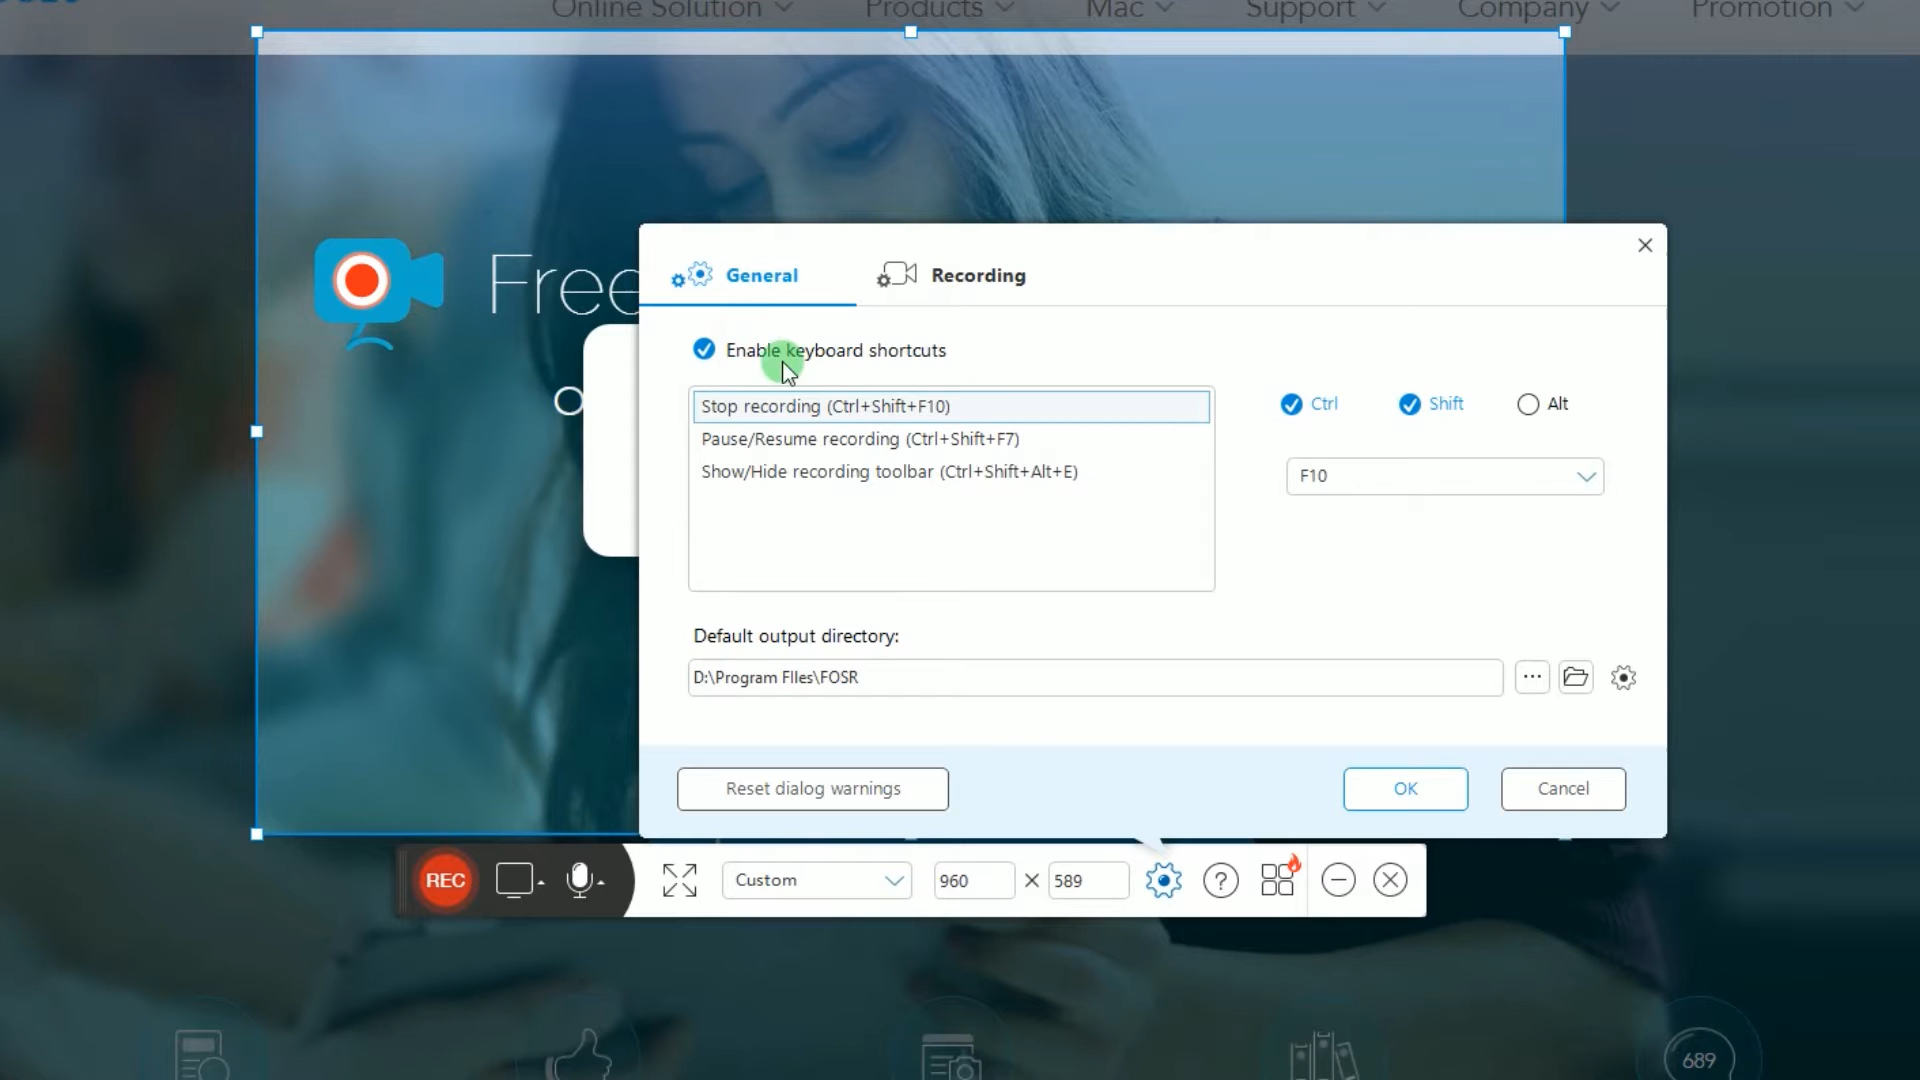 Online Solution
Products
Mac
Support
Company
Promotion
Free
General
Recording
Enable keyboard shortcuts
Stop recording (Ctrl+Shift+F10)
Pause/Resume recording (Ctrl+Shift+F7)
Show/Hide recording toolbar (Ctrl+Shift+Alt+E)
Ctrl
Shift
Alt
F10
Default output directory:
D:\Program FIles\FOSR
...
Reset dialog warnings
OK
Cancel
REC
Custom
960
589
?
689